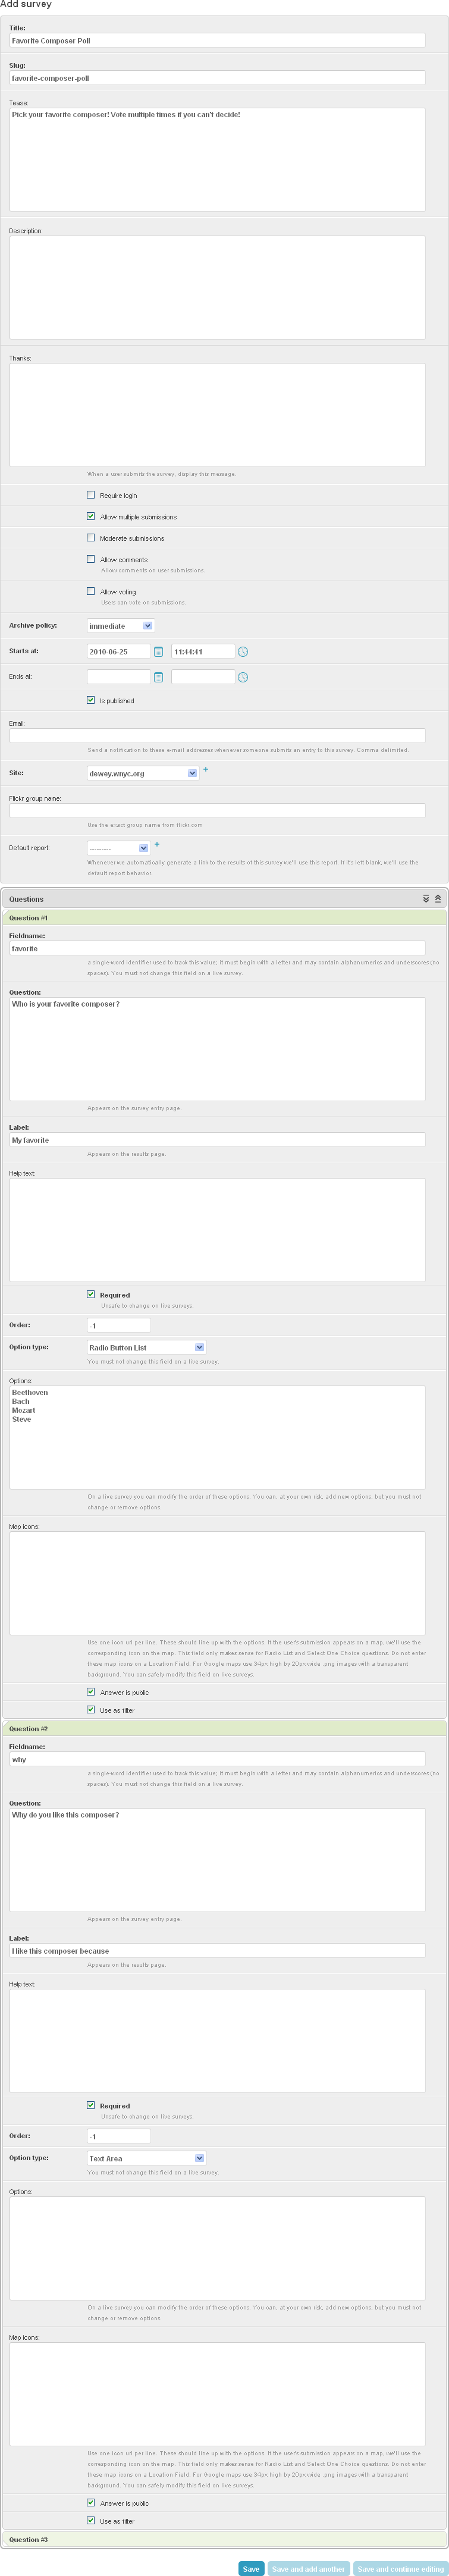 Add survey
Title:
Favorite Composer Poll
Slug:
favorite-composer-poll
Tease:
Pick your favorite composer! Vote multiple times if you can't decide!
Description:
Thanks:
When a user submits the survey, display this message.
Require login
Allow multiple submissions
Moderate submissions
Allow comments
Allow comments on user submissions.
Allow voting
Users can vote on submissions.
Archive policy: immediate
Starts at: 2010-06-25 11:44:41
Ends at:
Is published
Email:
Send a notification to these e-mail addresses whenever someone submits an entry to this survey. Comma delimited.
Site: dewey.wnyc.org
Flickr group name:
Use the exact group name from flickr.com
Default report: ---------
Whenever we automatically generate a link to the results of this survey we'll use this report. If it's left blank, we'll use the
default report behavior.
Questions
Question #1
Fieldname:
favorite
a single-word identifier used to track this value; it must begin with a letter and may contain alphanumerics and underscores (no
spaces). You must not change this field on a live survey.
Question:
Who is your favorite composer?
Appears on the survey entry page.
Label:
My favorite
Appears on the results page.
Help text:
Required
Unsafe to change on live surveys.
Order: -1
Option type: Radio Button List
You must not change this field on a live survey.
Options:
Beethoven
Bach
Mozart
Steve
On a live survey you can modify the order of these options. You can, at your own risk, add new options, but you must not
change or remove options.
Map icons:
Use one icon url per line. These should line up with the options. If the user's submission appears on a map, we'll use the
corresponding icon on the map. This field only makes sense for Radio List and Select One Choice questions. Do not enter
these map icons on a Location Field. For Google maps use 34px high by 20px wide .png images with a transparent
background. You can safely modify this field on live surveys.
Answer is public
Use as filter
Question #2
Fieldname:
why
a single-word identifier used to track this value; it must begin with a letter and may contain alphanumerics and underscores (no
spaces). You must not change this field on a live survey.
Question:
Why do you like this composer?
Appears on the survey entry page.
Label:
I like this composer because
Appears on the results page.
Help text:
Required
Unsafe to change on live surveys.
Order: -1
Option type: Text Area
You must not change this field on a live survey.
Options:
On a live survey you can modify the order of these options. You can, at your own risk, add new options, but you must not
change or remove options.
Map icons:
Use one icon url per line. These should line up with the options. If the user's submission appears on a map, we'll use the
corresponding icon on the map. This field only makes sense for Radio List and Select One Choice questions. Do not enter
these map icons on a Location Field. For Google maps use 34px high by 20px wide .png images with a transparent
background. You can safely modify this field on live surveys.
Answer is public
Use as filter
Question #3
Save Save and add another Save and continue editing